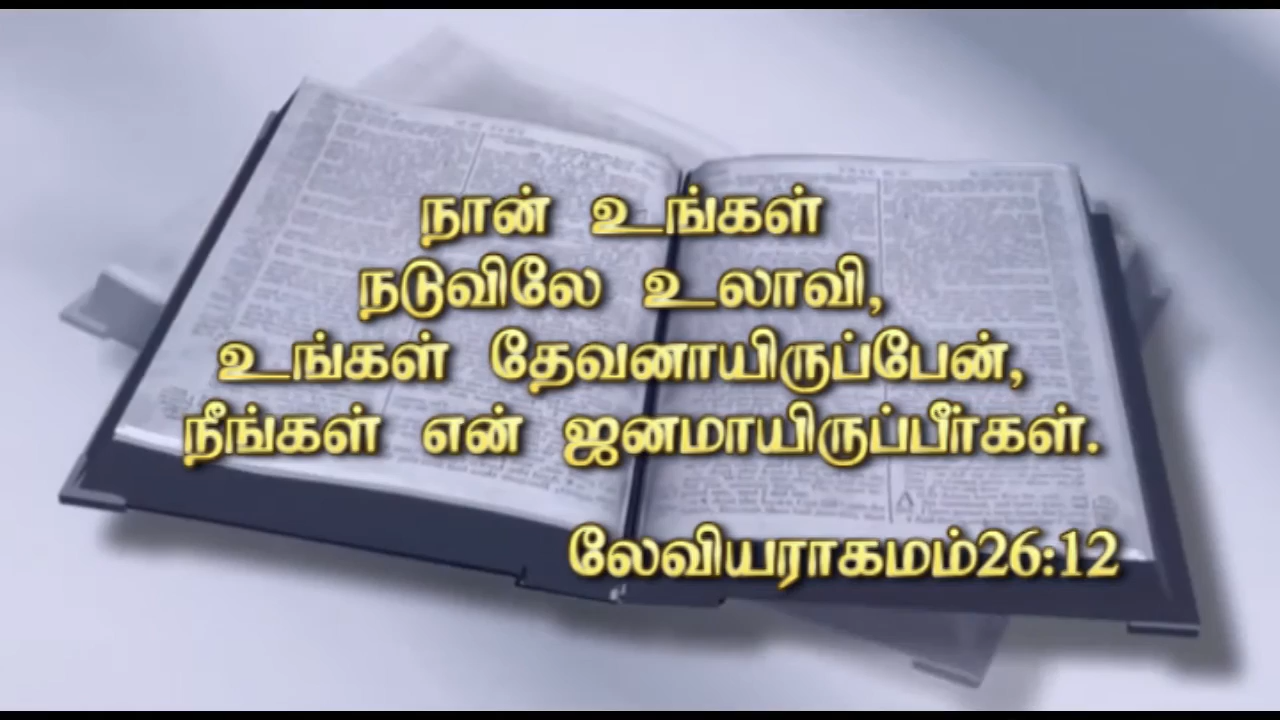 நான் உங்கள்
நடுவிலே உலாவி,
உங்கள் தேவனாயிருப்பேன்,
நீங்கள் என் ஜனமாயிருப்பீர்கள்.
லேவியராகமம்26:12